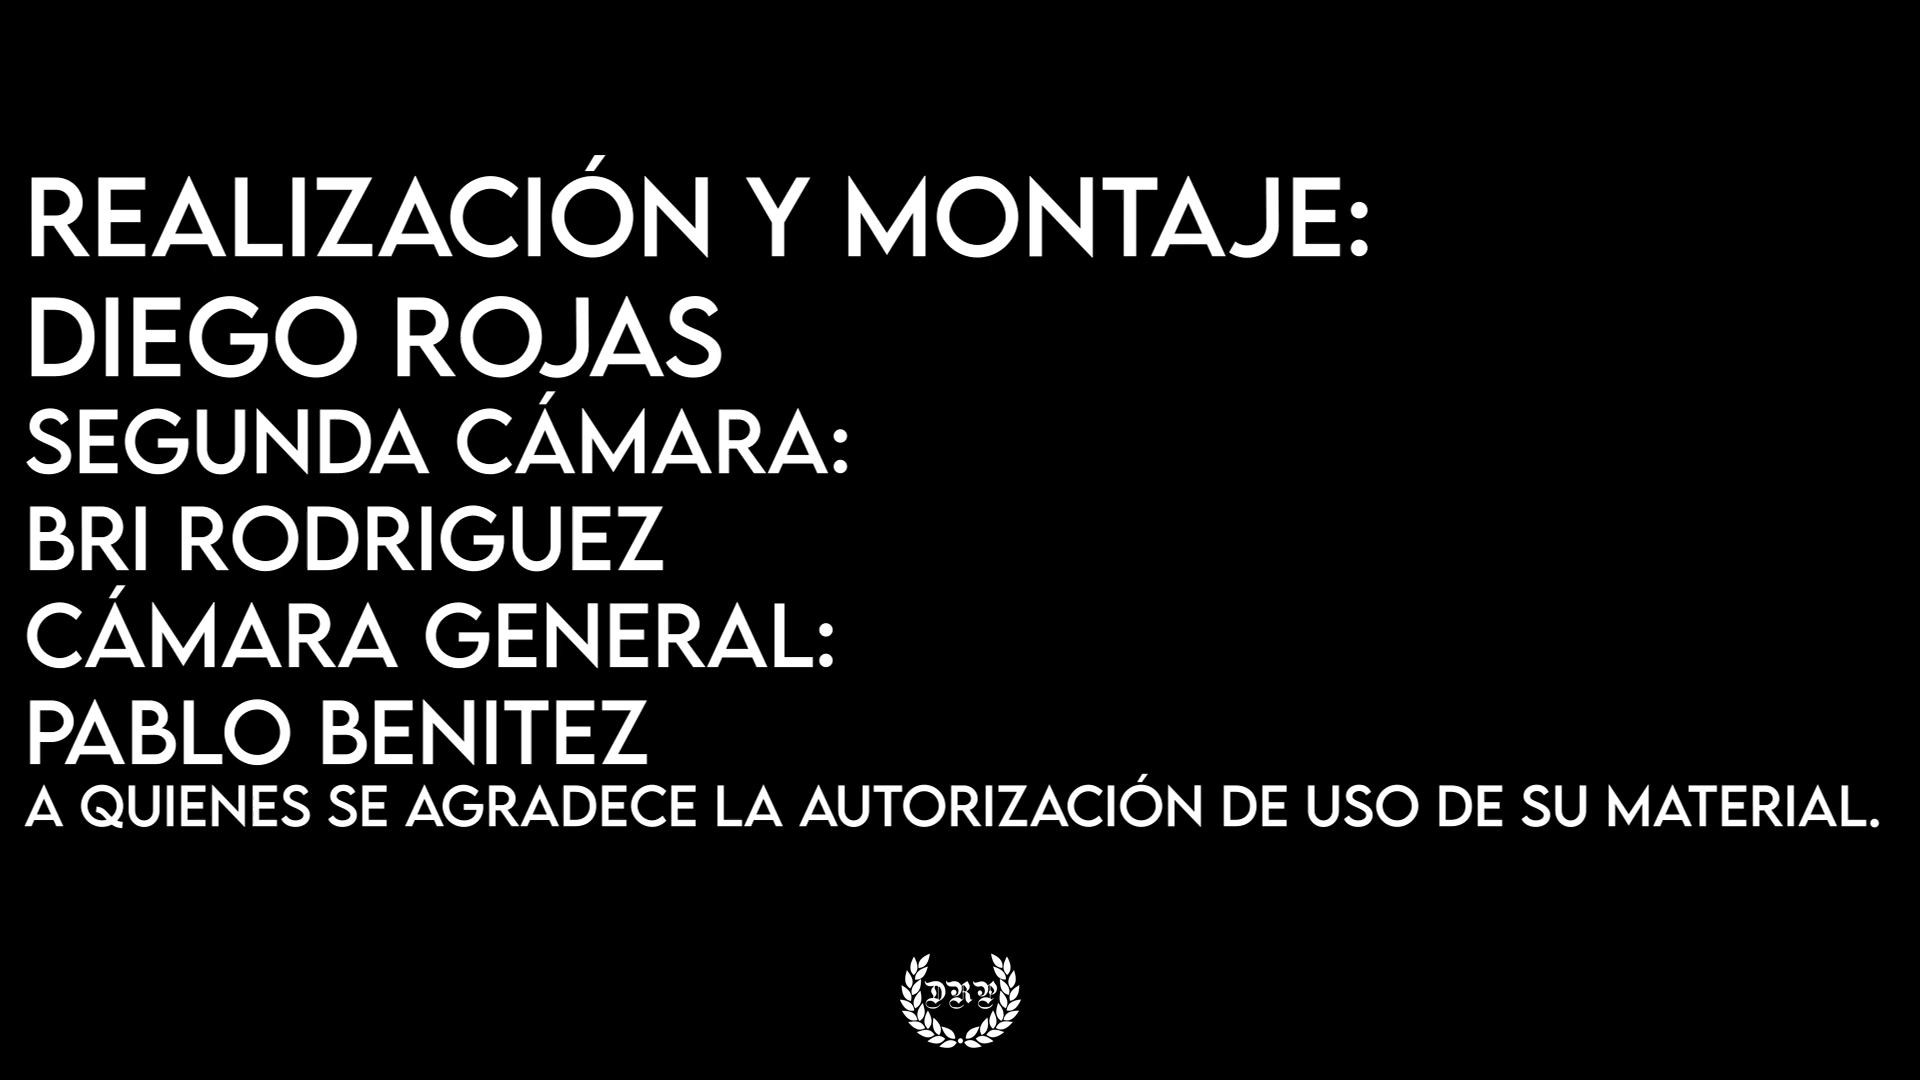 REALIZACIÓN Y MONTAJE:
DIEGO ROJAS
SEGUNDA CÁMARA:
BRI RODRIGUEZ
CÁMARA GENERAL:
PABLO BENITEZ
A QUIENES SE AGRADECE LA AUTORIZACIÓN DE USO DE SU MATERIAL.
DRP